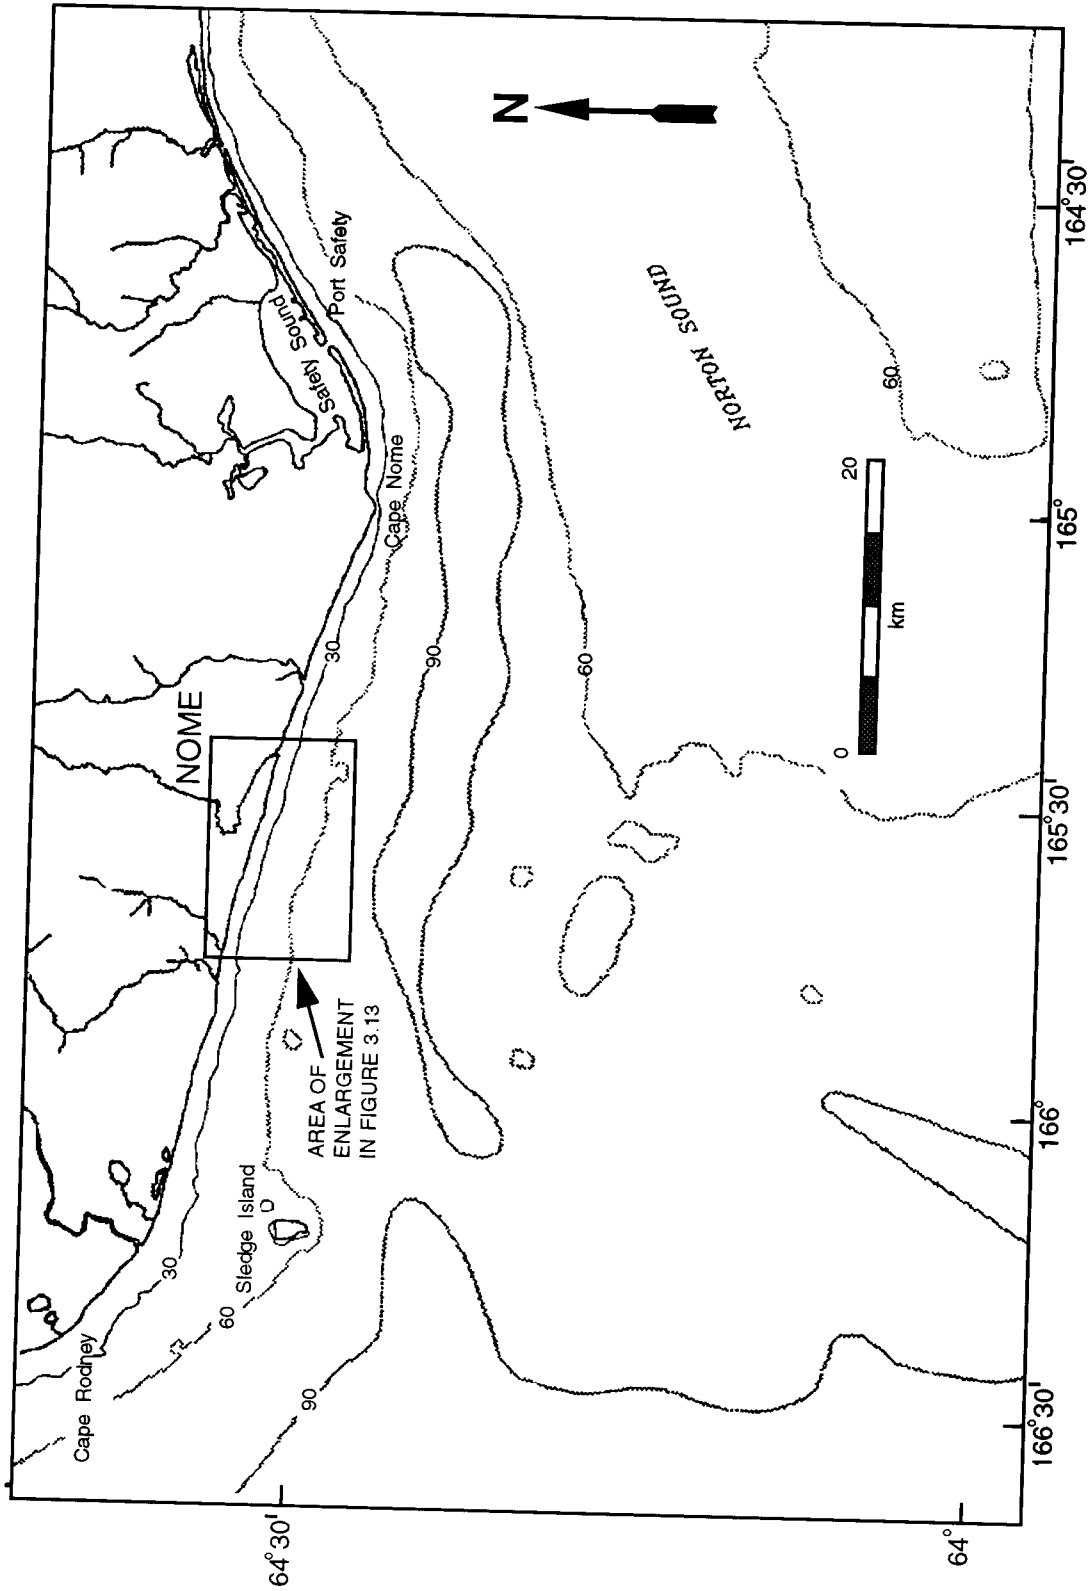 N
NOME
Safety Sound
Port Safety
Cape Nome
NORTON SOUND
Sledge Island
Cape Rodney
AREA OF
ENLARGEMENT
IN FIGURE 3.13
30
30
60
60
60
90
90
0
20
km
64°30'
64°
166°30'
166°
165°30'
165°
164°30'